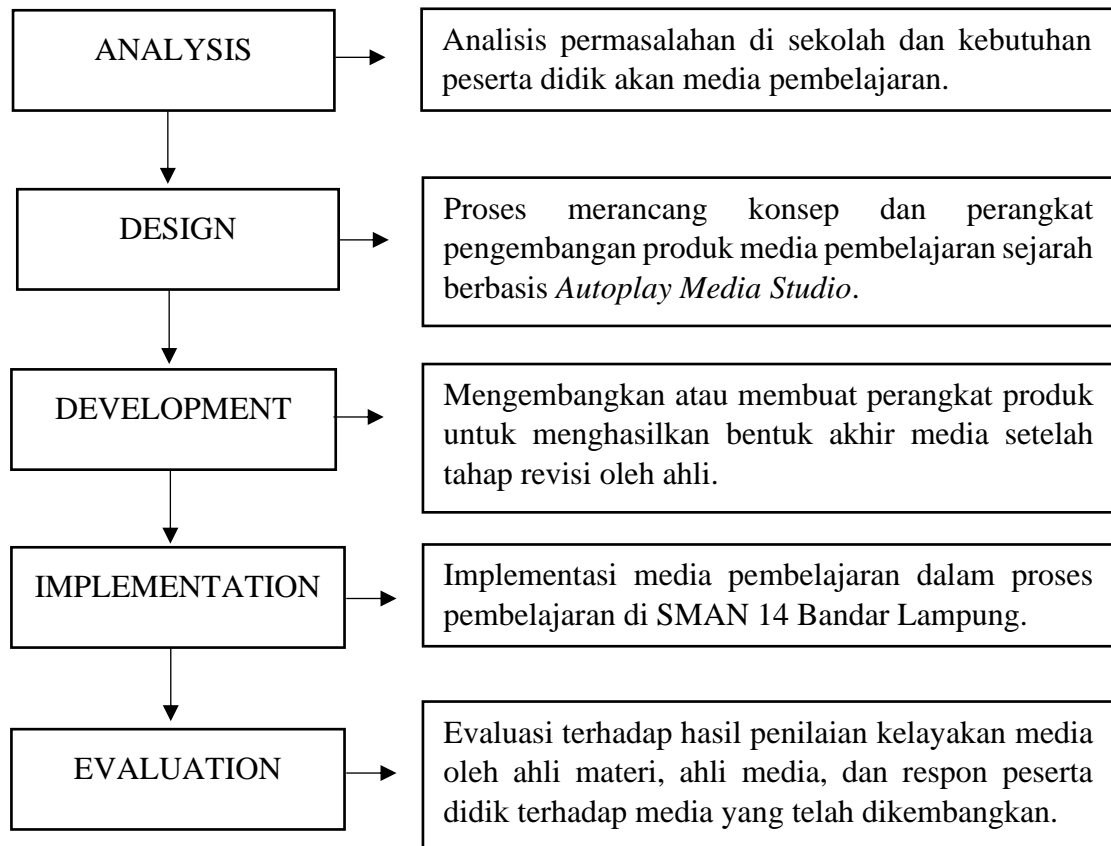 ANALYSIS
Analisis permasalahan di sekolah dan kebutuhan
peserta didik akan media pembelajaran.
DESIGN
Proses merancang konsep dan perangkat
pengembangan produk media pembelajaran sejarah
berbasis Autoplay Media Studio.
DEVELOPMENT
Mengembangkan atau membuat perangkat produk
untuk menghasilkan bentuk akhir media setelah
tahap revisi oleh ahli.
IMPLEMENTATION
Implementasi media pembelajaran dalam proses
pembelajaran di SMAN 14 Bandar Lampung.
EVALUATION
Evaluasi terhadap hasil penilaian kelayakan media
oleh ahli materi, ahli media, dan respon peserta
didik terhadap media yang telah dikembangkan.